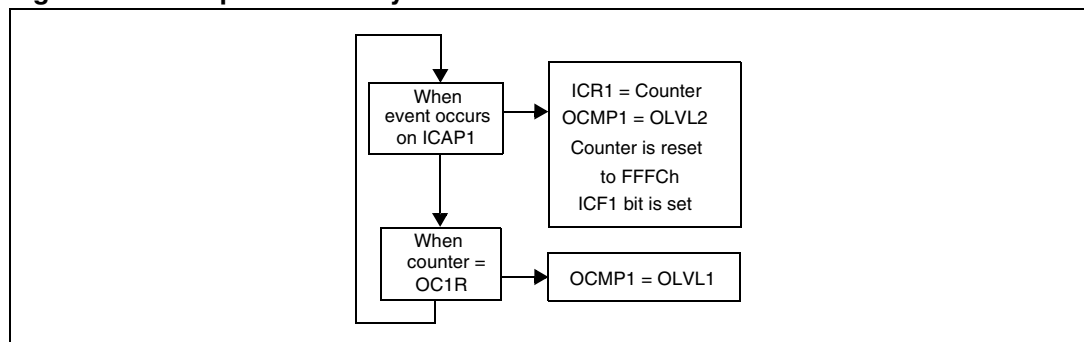 When
event occurs
on ICAP1
ICR1 = Counter
OCMP1 = OLVL2
Counter is reset
to FFFCh
ICF1 bit is set
When
counter =
OC1R
OCMP1 = OLVL1